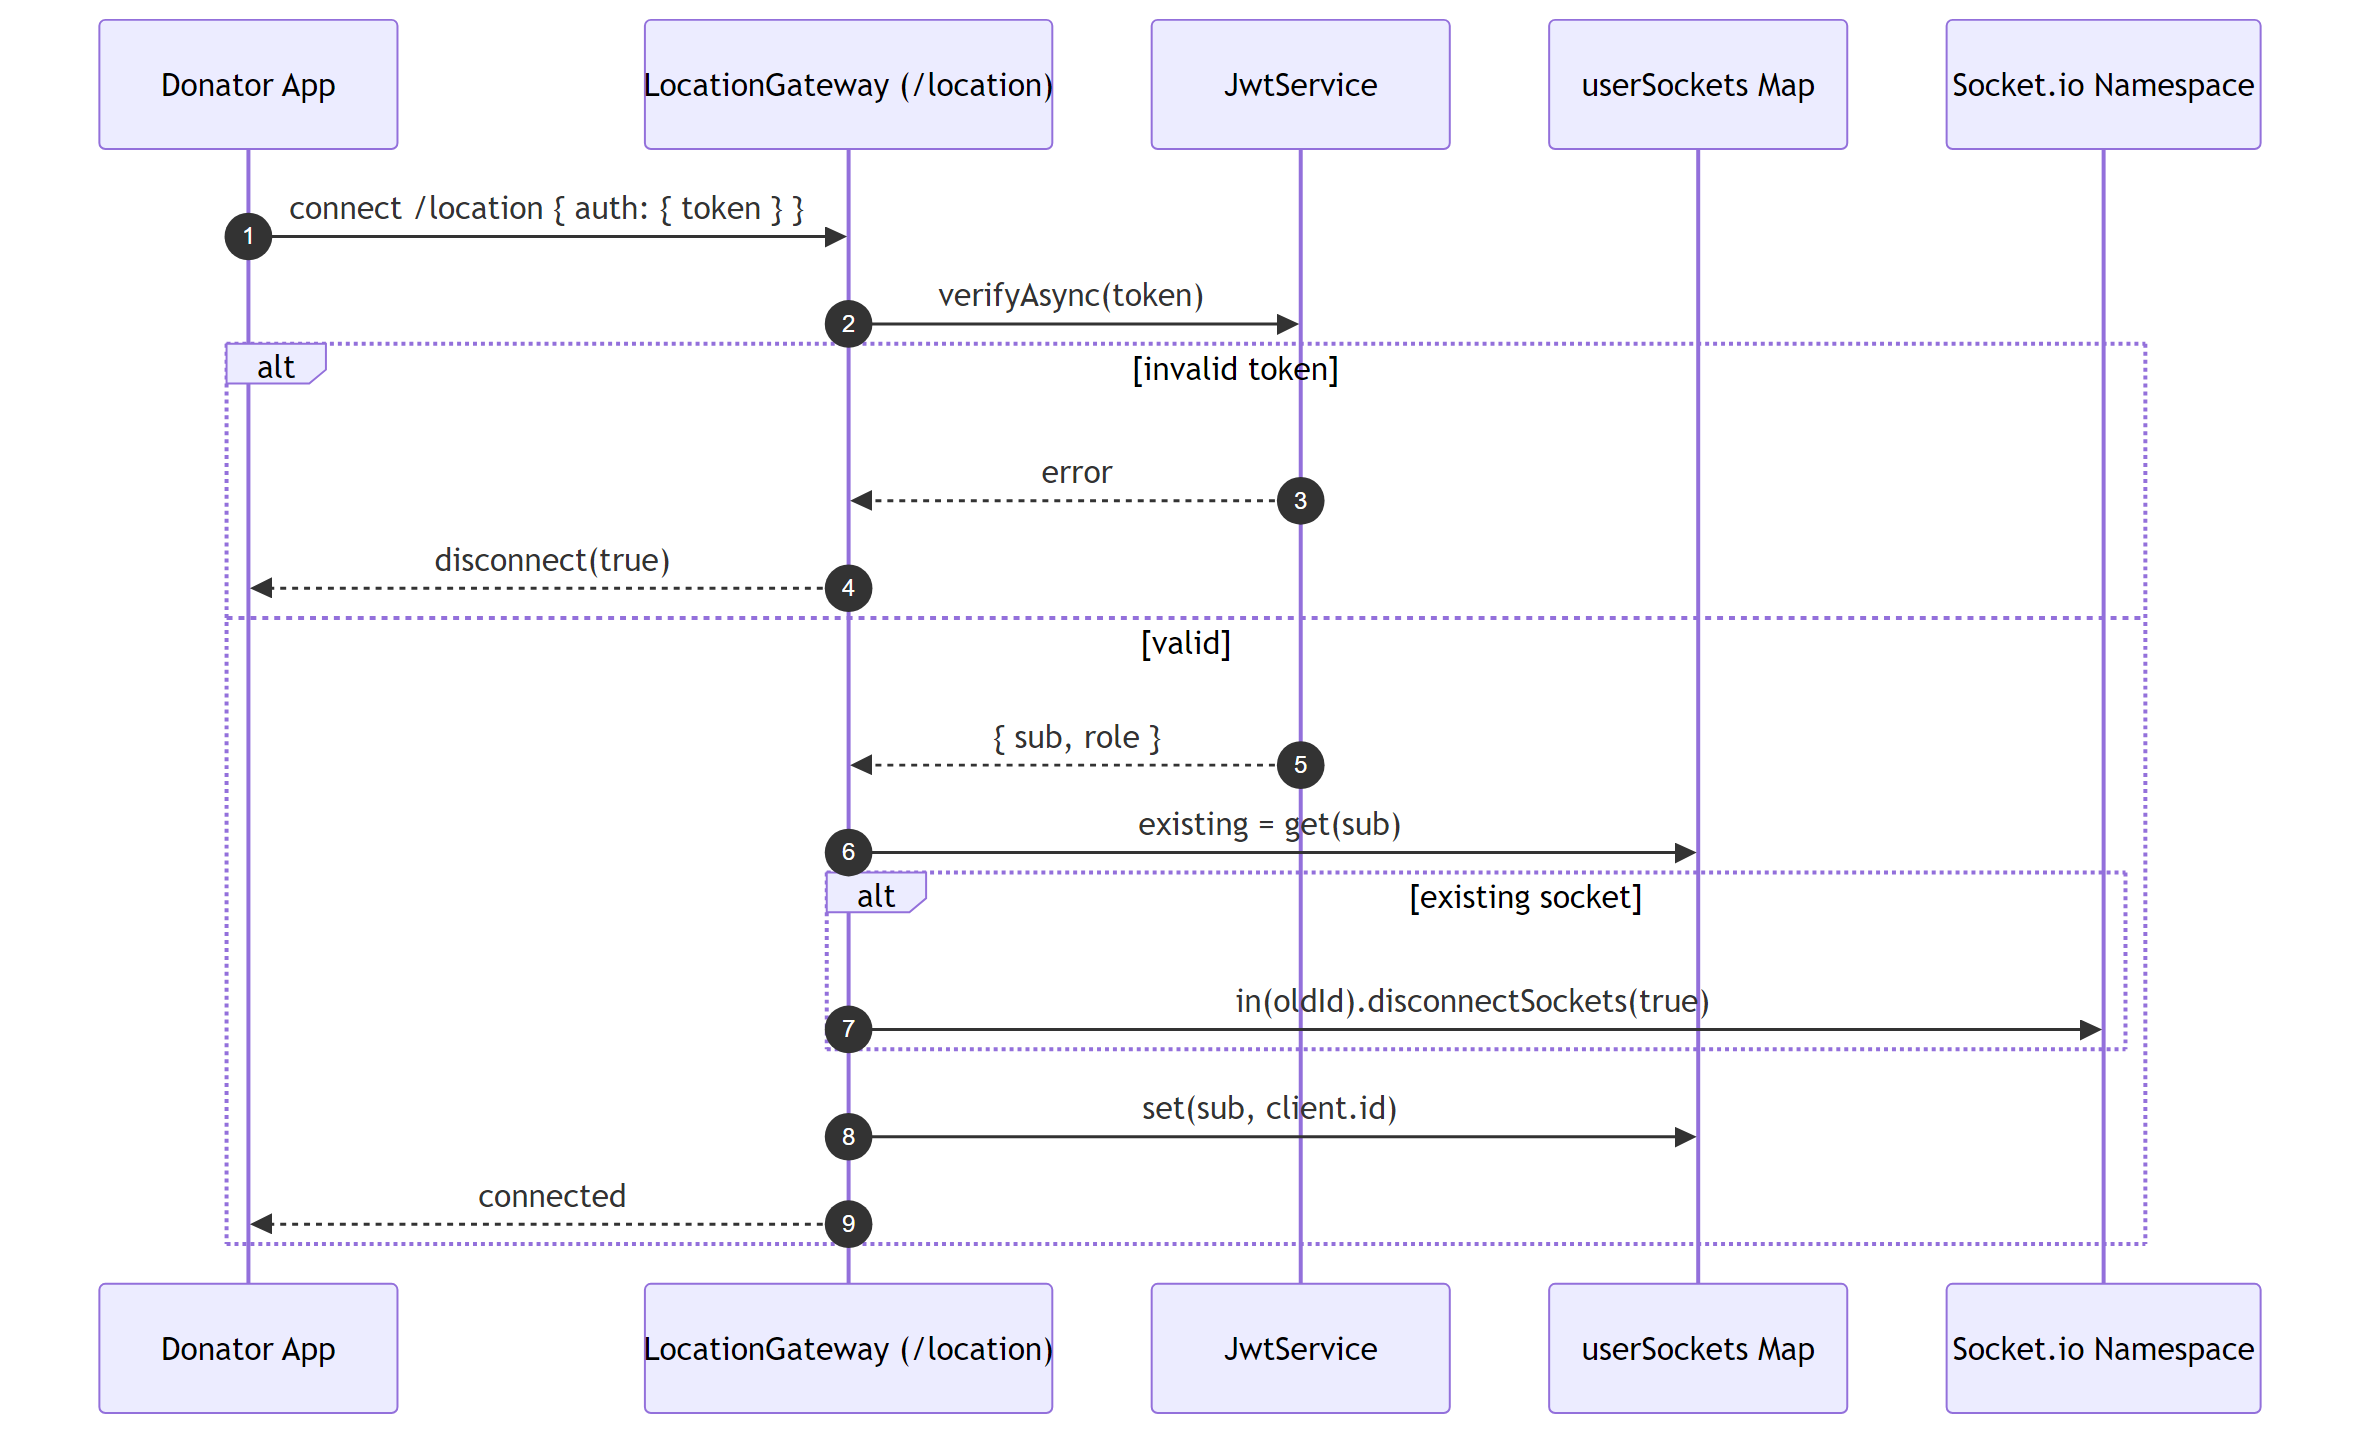 Donator App
LocationGateway (/location)
JwtService
userSockets Map
Socket.io Namespace
connect /location { auth: { token } }
1
verifyAsync(token)
2
alt
[invalid token]
error
3
disconnect(true)
4
[valid]
{ sub, role }
5
existing = get(sub)
6
alt
[existing socket]
in(oldId).disconnectSockets(true)
7
set(sub, client.id)
8
connected
9
Donator App
LocationGateway (/location)
JwtService
userSockets Map
Socket.io Namespace